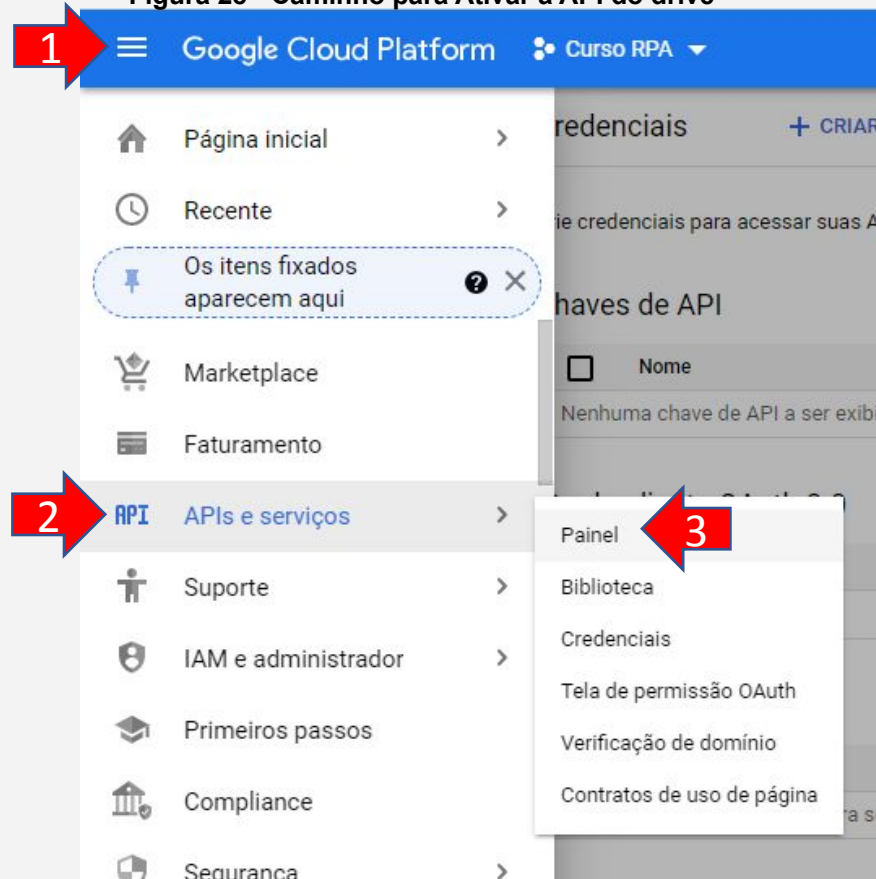 1 Google Cloud Platform Curso RPA
Página inicial
redenciais + CRIAR
Recente
rie credenciais para acessar suas A
Os itens fixados
aparecem aqui
haves de API
Marketplace
Nome
Nenhuma chave de API a ser exibi
Faturamento
2 API APIs e serviços
Painel 3
Suporte
Biblioteca
IAM e administrador
Credenciais
Tela de permissão OAuth
Primeiros passos
Verificação de domínio
Compliance
Contratos de uso de página
Segurança